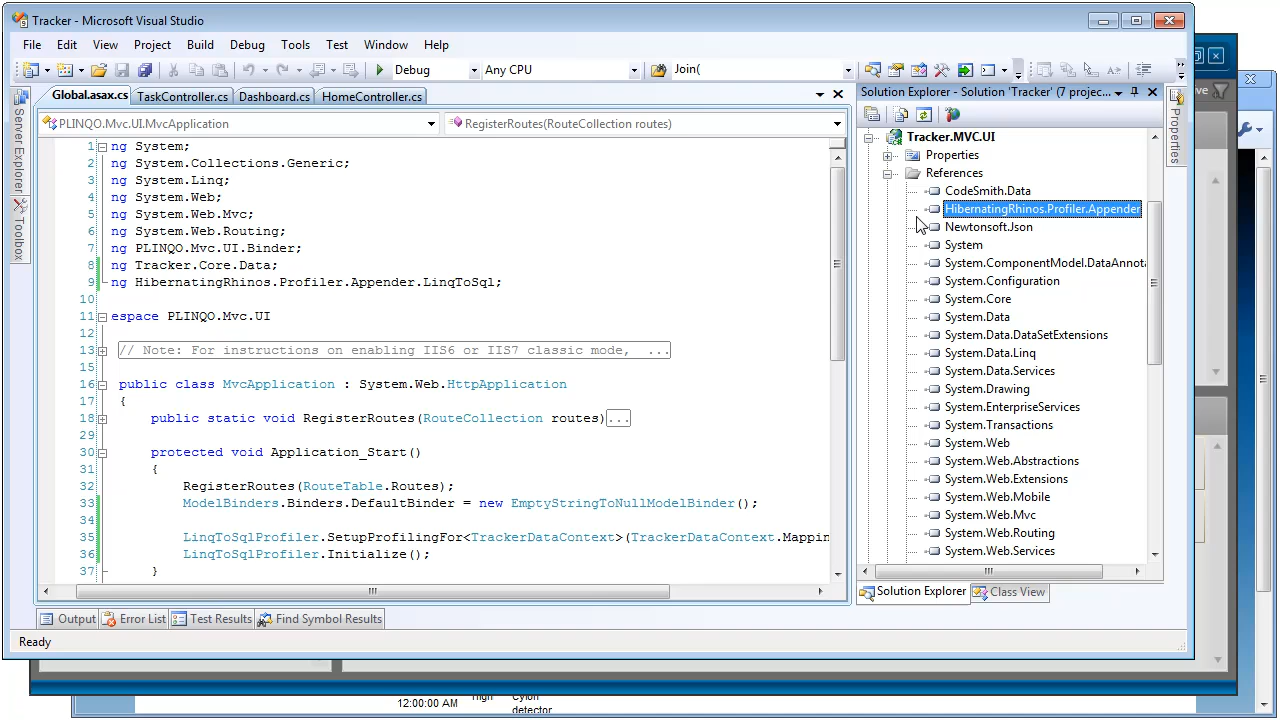 Tracker - Microsoft Visual Studio
File Edit View Project Build Debug Tools Test Window Help
Debug Any CPU Join(
Global.asax.cs TaskController.cs Dashboard.cs HomeController.cs
PLINQO.Mvc.UI.MvcApplication RegisterRoutes(RouteCollection routes)
1 ng System;
2 ng System.Collections.Generic;
3 ng System.Linq;
4 ng System.Web;
5 ng System.Web.Mvc;
6 ng System.Web.Routing;
7 ng PLINQO.Mvc.UI.Binder;
8 ng Tracker.Core.Data;
9 ng HibernatingRhinos.Profiler.Appender.LinqToSql;
10
11 espace PLINQO.Mvc.UI
12
13 // Note: For instructions on enabling IIS6 or IIS7 classic mode, ...
15
16 public class MvcApplication : System.Web.HttpApplication
17 {
18 public static void RegisterRoutes(RouteCollection routes)...
29
30 protected void Application_Start()
31 {
32 RegisterRoutes(RouteTable.Routes);
33 ModelBinders.Binders.DefaultBinder = new EmptyStringToNullModelBinder();
34
35 LinqToSqlProfiler.SetupProfilingFor<TrackerDataContext>(TrackerDataContext.Mappin
36 LinqToSqlProfiler.Initialize();
37 }
Server Explorer
Toolbox
Solution Explorer - Solution 'Tracker' (7 projec...
Tracker.MVC.UI
Properties
References
CodeSmith.Data
HibernatingRhinos.Profiler.Appender
Newtonsoft.Json
System
System.ComponentModel.DataAnnota
System.Configuration
System.Core
System.Data
System.Data.DataSetExtensions
System.Data.Linq
System.Data.Services
System.Drawing
System.EnterpriseServices
System.Transactions
System.Web
System.Web.Abstractions
System.Web.Extensions
System.Web.Mobile
System.Web.Mvc
System.Web.Routing
System.Web.Services
Solution Explorer Class View
Properties
Output Error List Test Results Find Symbol Results
Ready
12:00:00 AM High Cylon
detector